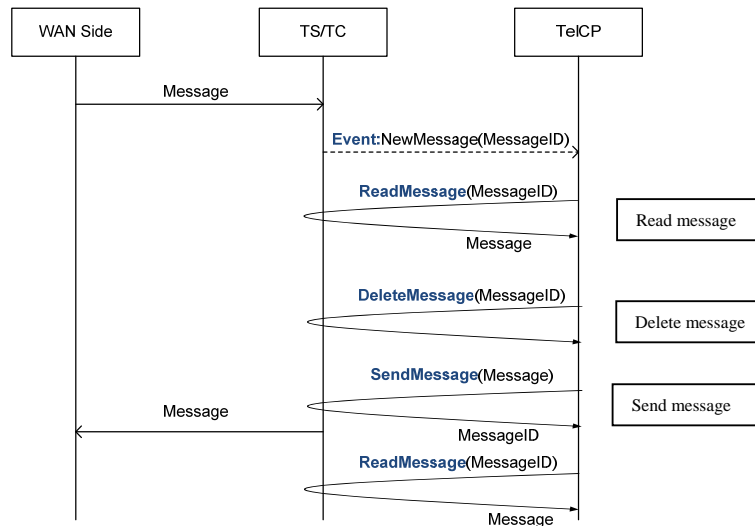 WAN Side
TS/TC
TelCP
Message
Event:NewMessage(MessageID)
ReadMessage(MessageID)
Read message
Message
DeleteMessage(MessageID)
Delete message
SendMessage(Message)
Send message
Message
MessageID
ReadMessage(MessageID)
Message